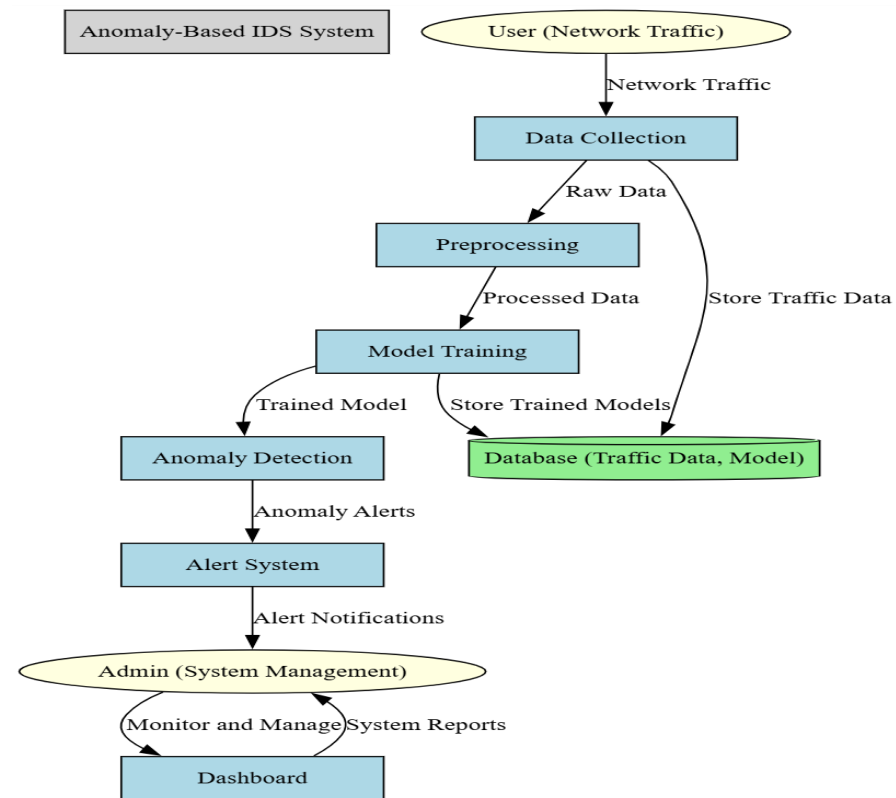 Anomaly-Based IDS System
User (Network Traffic)
Network Traffic
Data Collection
Raw Data
Preprocessing
Processed Data
Store Traffic Data
Model Training
Trained Model
Store Trained Models
Anomaly Detection
Database (Traffic Data, Model)
Anomaly Alerts
Alert System
Alert Notifications
Admin (System Management)
Monitor and Manage
System Reports
Dashboard